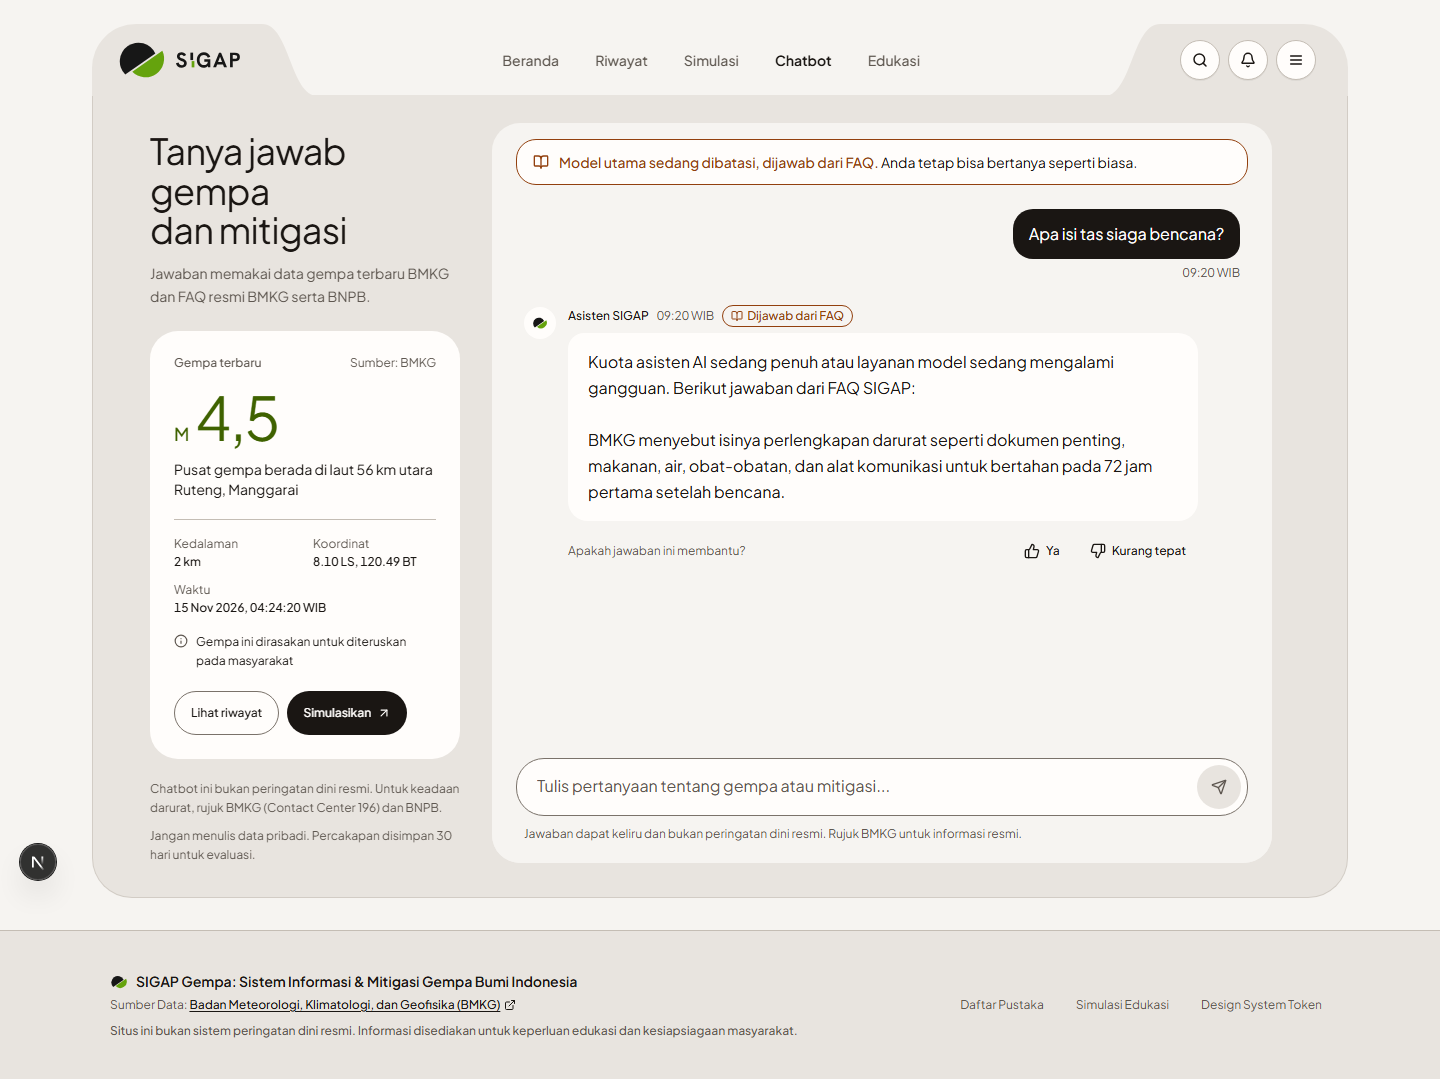 SIGAP
Beranda
Riwayat
Simulasi
Chatbot
Edukasi
Tanya jawab
gempa
dan mitigasi
Jawaban memakai data gempa terbaru BMKG
dan FAQ resmi BMKG serta BNPB.
Gempa terbaru
Sumber: BMKG
M 4,5
Pusat gempa berada di laut 56 km utara
Ruteng, Manggarai
Kedalaman
2 km
Koordinat
8.10 LS, 120.49 BT
Waktu
15 Nov 2026, 04:24:20 WIB
Gempa ini dirasakan untuk diteruskan
pada masyarakat
Lihat riwayat
Simulasikan
Chatbot ini bukan peringatan dini resmi. Untuk keadaan
darurat, rujuk BMKG (Contact Center 196) dan BNPB.
Jangan menulis data pribadi. Percakapan disimpan 30
hari untuk evaluasi.
Model utama sedang dibatasi, dijawab dari FAQ. Anda tetap bisa bertanya seperti biasa.
Apa isi tas siaga bencana?
09:20 WIB
Asisten SIGAP 09:20 WIB Dijawab dari FAQ
Kuota asisten AI sedang penuh atau layanan model sedang mengalami
gangguan. Berikut jawaban dari FAQ SIGAP:
BMKG menyebut isinya perlengkapan darurat seperti dokumen penting,
makanan, air, obat-obatan, dan alat komunikasi untuk bertahan pada 72 jam
pertama setelah bencana.
Apakah jawaban ini membantu?
Ya
Kurang tepat
Tulis pertanyaan tentang gempa atau mitigasi...
Jawaban dapat keliru dan bukan peringatan dini resmi. Rujuk BMKG untuk informasi resmi.
N
SIGAP Gempa: Sistem Informasi & Mitigasi Gempa Bumi Indonesia
Sumber Data: Badan Meteorologi, Klimatologi, dan Geofisika (BMKG)
Situs ini bukan sistem peringatan dini resmi. Informasi disediakan untuk keperluan edukasi dan kesiapsiagaan masyarakat.
Daftar Pustaka
Simulasi Edukasi
Design System Token